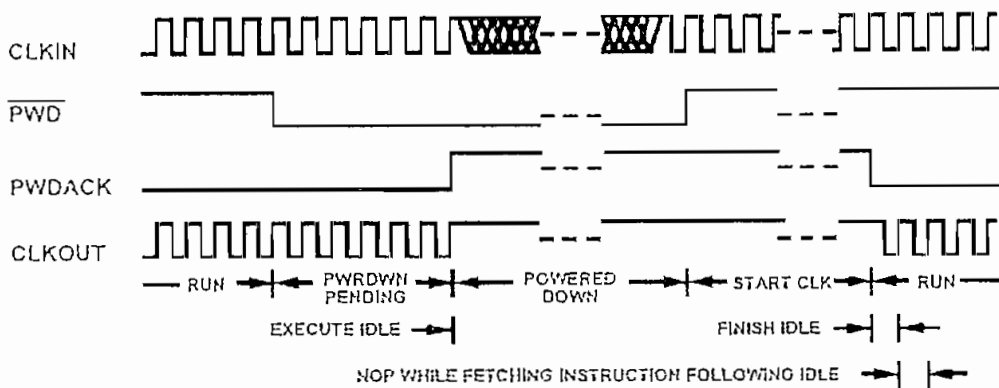 CLKIN
PWD
PWDACK
CLKOUT
RUN
PWRDWN PENDING
POWERED DOWN
START CLK
RUN
EXECUTE IDLE
FINISH IDLE
NOP WHILE FETCHING INSTRUCTION FOLLOWING IDLE